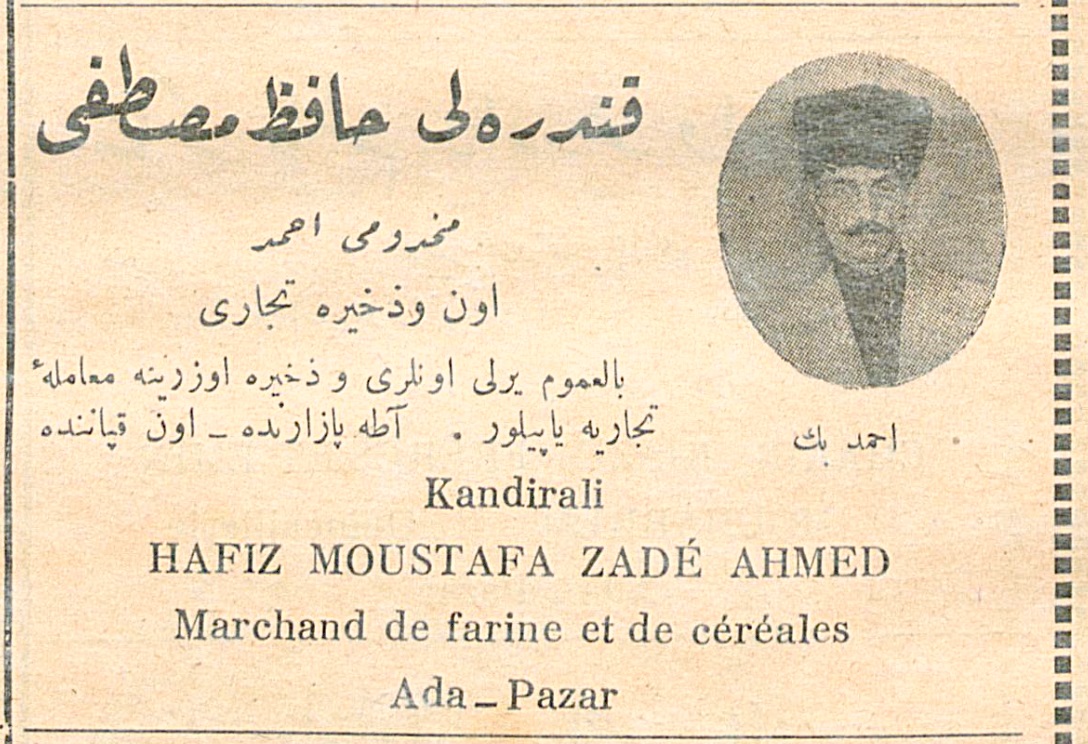 قندره‌لی حافظ مصطفی
مخدومی احمد
اون وذخیره تجاری
بالعموم یرلی اونلری و ذخیره اوزرینه معاملهٔ
تجاریه یاپیلور . آطه پازارنده ـ اون قپاننده
احمد بك
Kandirali
HAFIZ MOUSTAFA ZADÉ AHMED
Marchand de farine et de céréales
Ada - Pazar